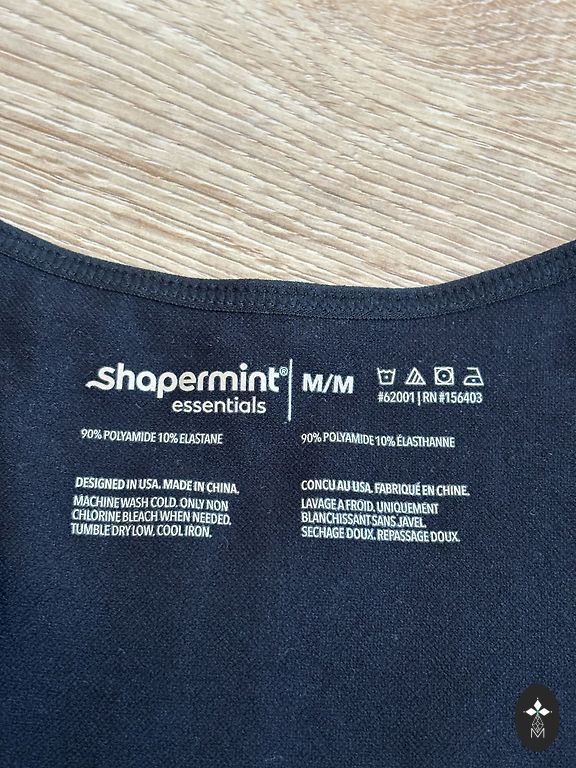 shapermint®
essentials
M/M
#62001 | RN #156403
90% POLYAMIDE 10% ELASTANE
90% POLYAMIDE 10% ÉLASTHANNE
DESIGNED IN USA. MADE IN CHINA.
MACHINE WASH COLD. ONLY NON
CHLORINE BLEACH WHEN NEEDED.
TUMBLE DRY LOW, COOL IRON.
CONCU AU USA. FABRIQUÉ EN CHINE.
LAVAGE A FROID. UNIQUEMENT
BLANCHISSANT SANS JAVEL.
SECHAGE DOUX. REPASSAGE DOUX.
M